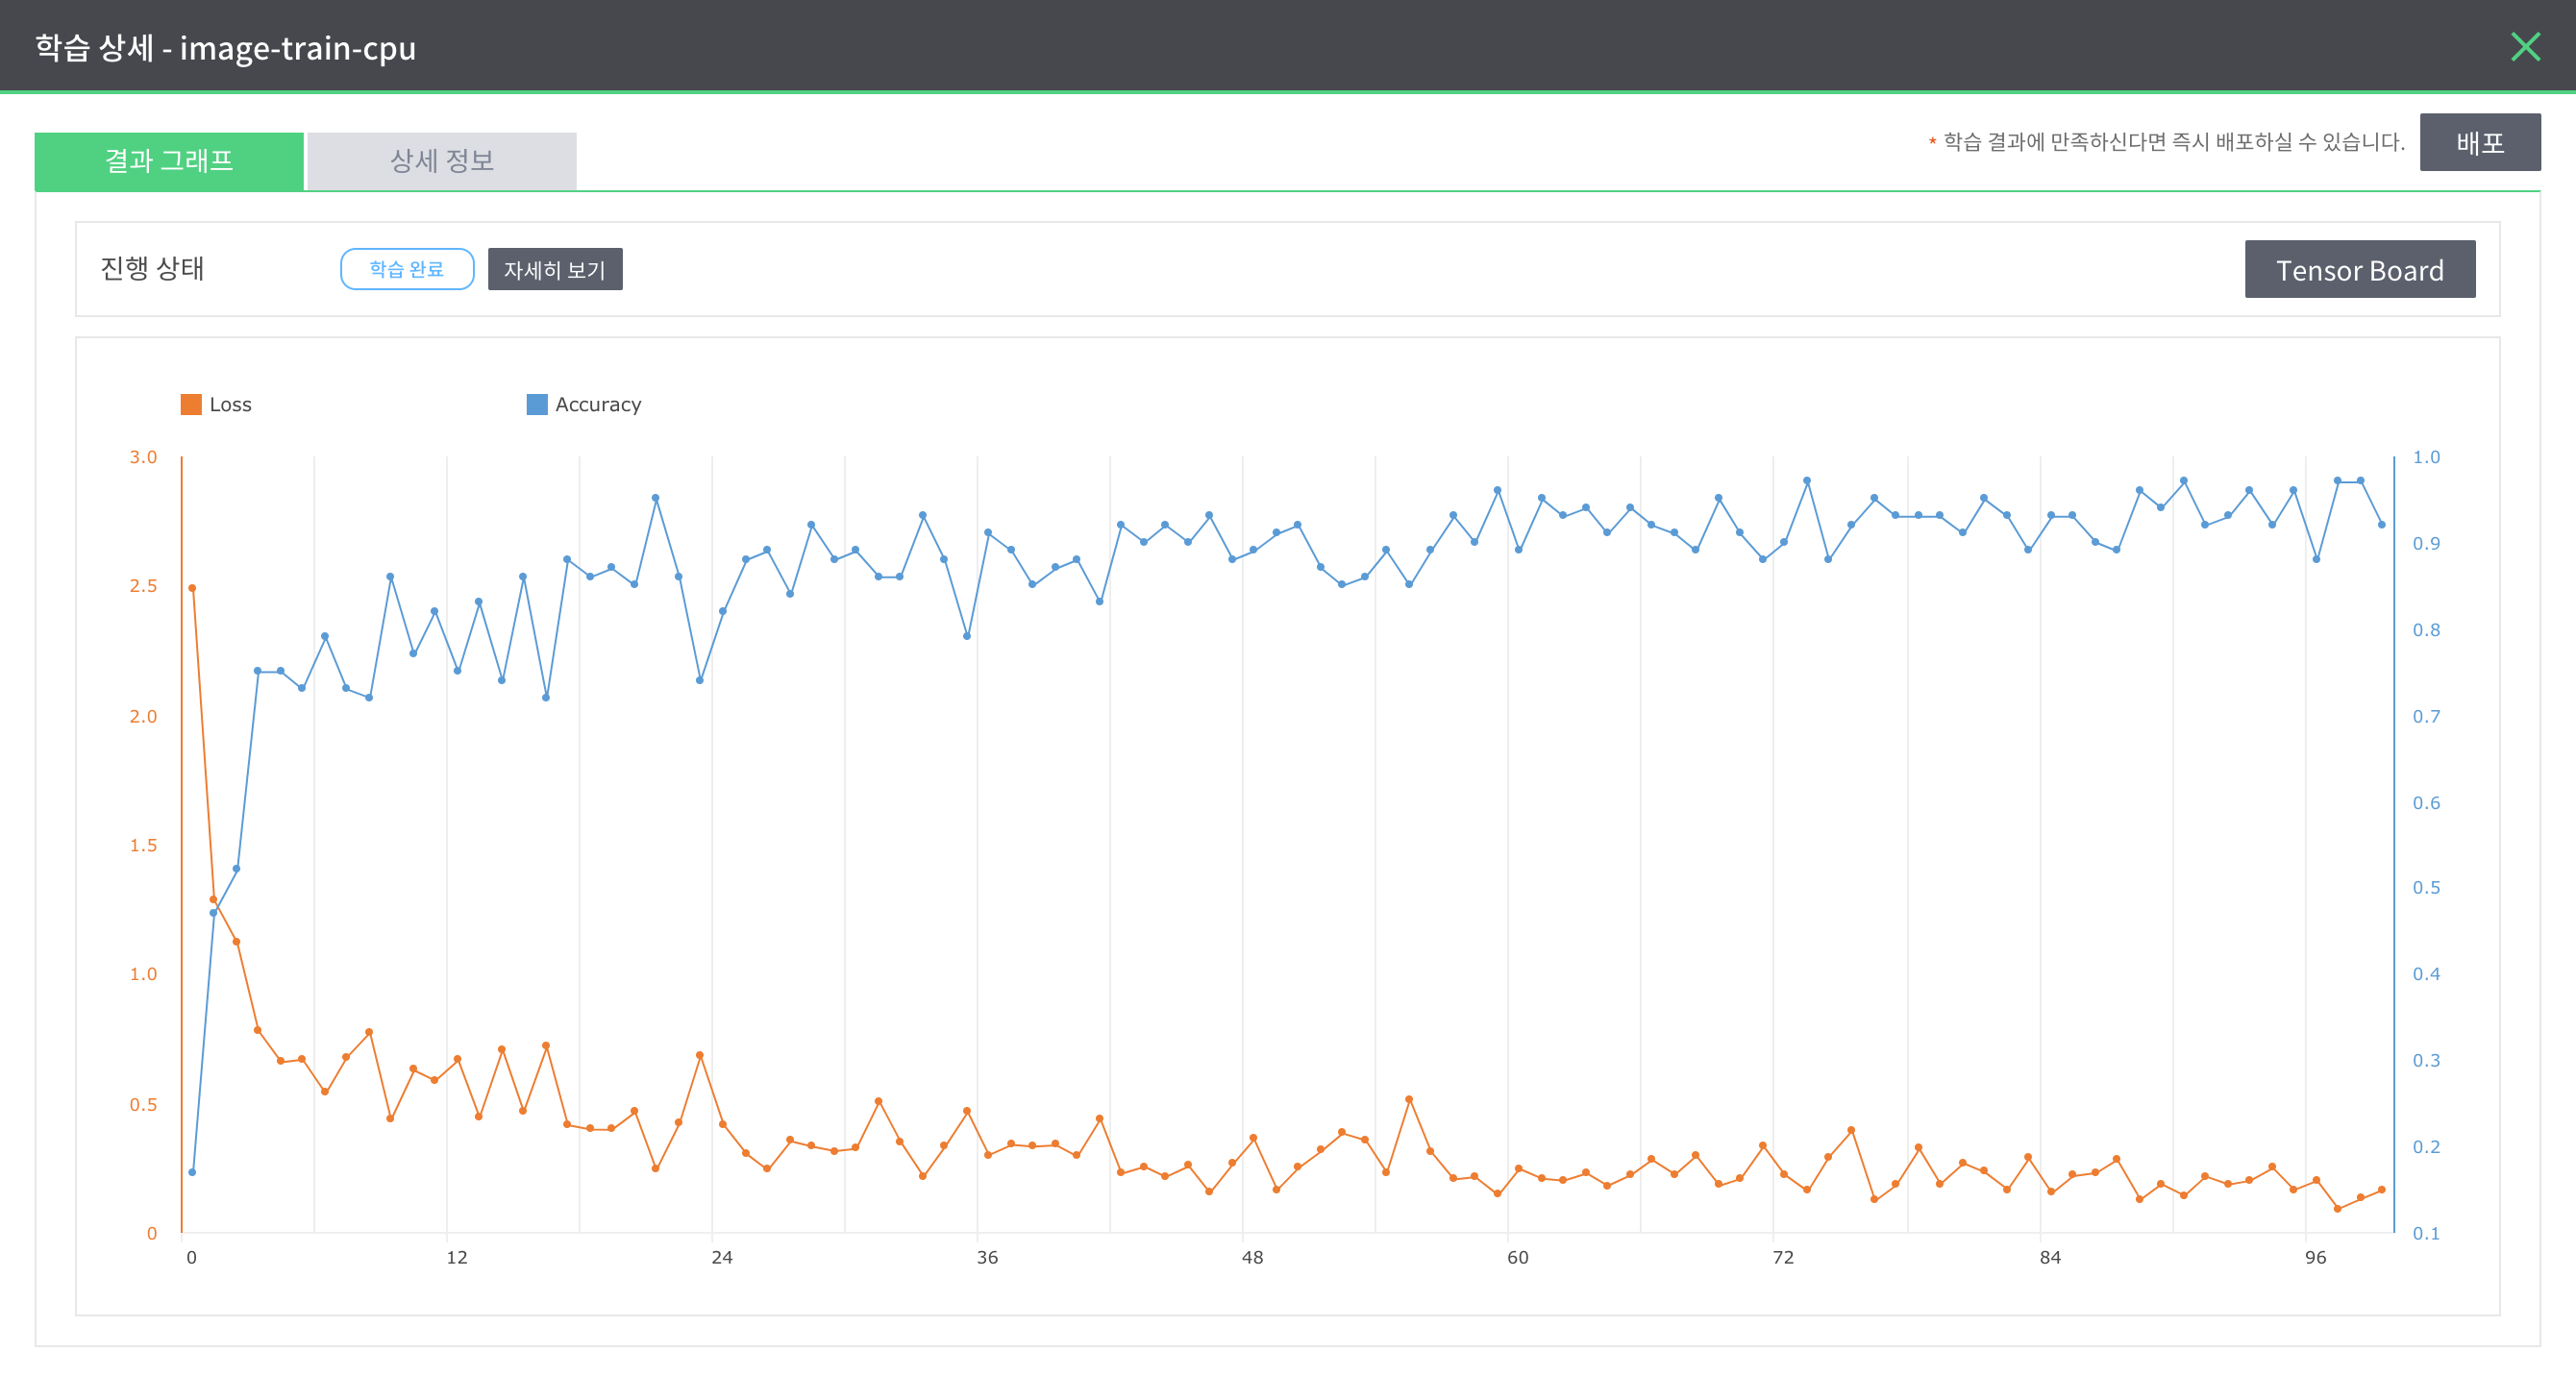 학습 상세 - image-train-cpu
결과 그래프
상세 정보
* 학습 결과에 만족하신다면 즉시 배포하실 수 있습니다.
배포
진행 상태
학습 완료
자세히 보기
Tensor Board
Loss
Accuracy
3.0
2.5
2.0
1.5
1.0
0.5
0
1.0
0.9
0.8
0.7
0.6
0.5
0.4
0.3
0.2
0.1
0 12 24 36 48 60 72 84 96